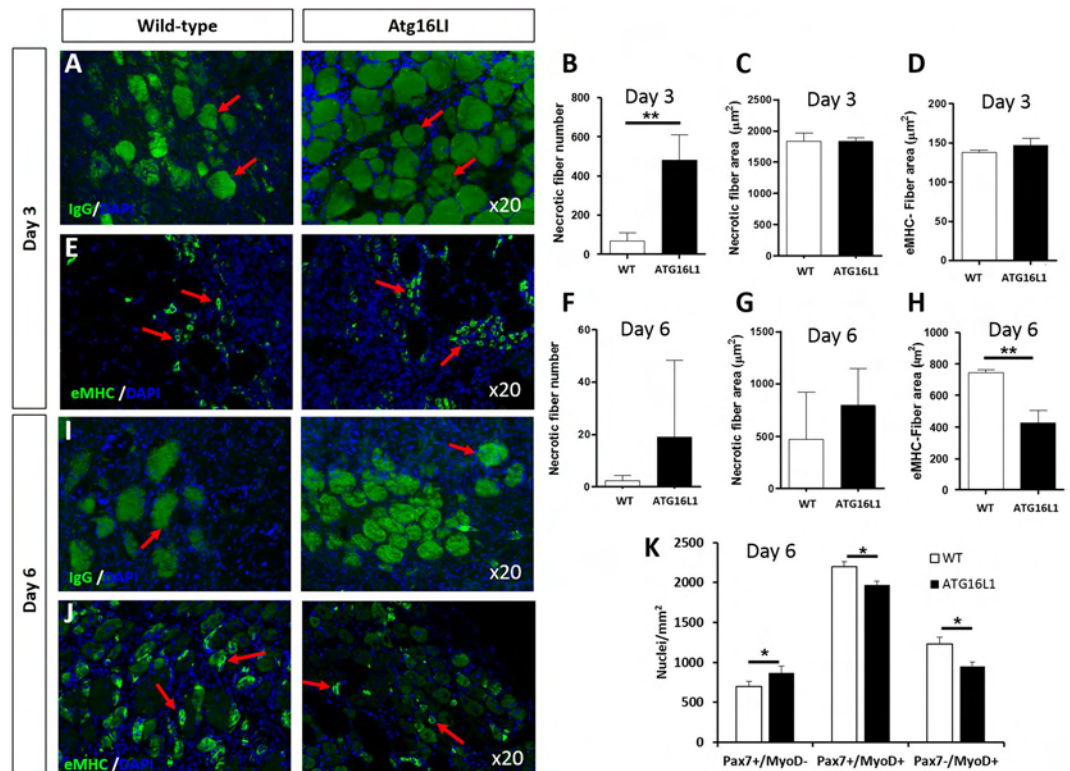 Wild-type
Atg16LI
Day 3
A
IgG/DAPI
x20
E
eMHC /DAPI
x20
Day 6
I
IgG/DAPI
x20
J
eMHC/DAPI
x20
B
Day 3
**
Necrotic fiber number
800
600
400
200
0
WT
ATG16L1
C
Day 3
Necrotic fiber area (µm²)
2500
2000
1500
1000
500
0
WT
ATG16L1
D
Day 3
eMHC- Fiber area (µm²)
200
150
100
50
0
WT
ATG16L1
F
Day 6
Necrotic fiber number
60
40
20
0
WT
ATG16L1
G
Day 6
Necrotic fiber area (µm²)
1500
1000
500
0
WT
ATG16L1
H
Day 6
**
eMHC-Fiber area (µm²)
1000
800
600
400
200
0
WT
ATG16L1
K
Day 6
WT
ATG16L1
*
*
*
Nuclei/mm²
2500
2000
1500
1000
500
0
Pax7+/MyoD-
Pax7+/MyoD+
Pax7-/MyoD+